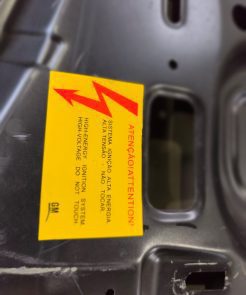 ATENÇÃO!/ATTENTION!
SISTEMA IGNIÇÃO ALTA ENERGIA
ALTA TENSÃO - NÃO TOCAR
HIGH-ENERGY IGNITION SYSTEM
HIGH-VOLTAGE DO NOT TOUCH
GM